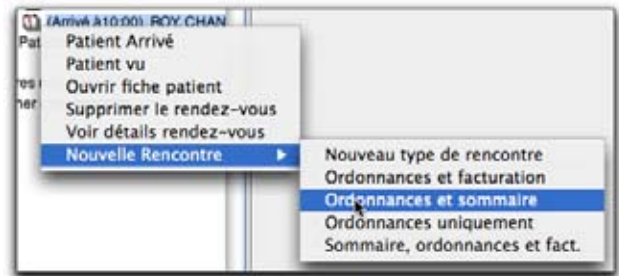 (Arrivé à10:00) ROY CHAN
Pat
Patient Arrivé
Patient vu
Ouvrir fiche patient
Supprimer le rendez-vous
Voir détails rendez-vous
Nouvelle Rencontre
Nouveau type de rencontre
Ordonnances et facturation
Ordonnances et sommaire
Ordonnances uniquement
Sommaire, ordonnances et fact.